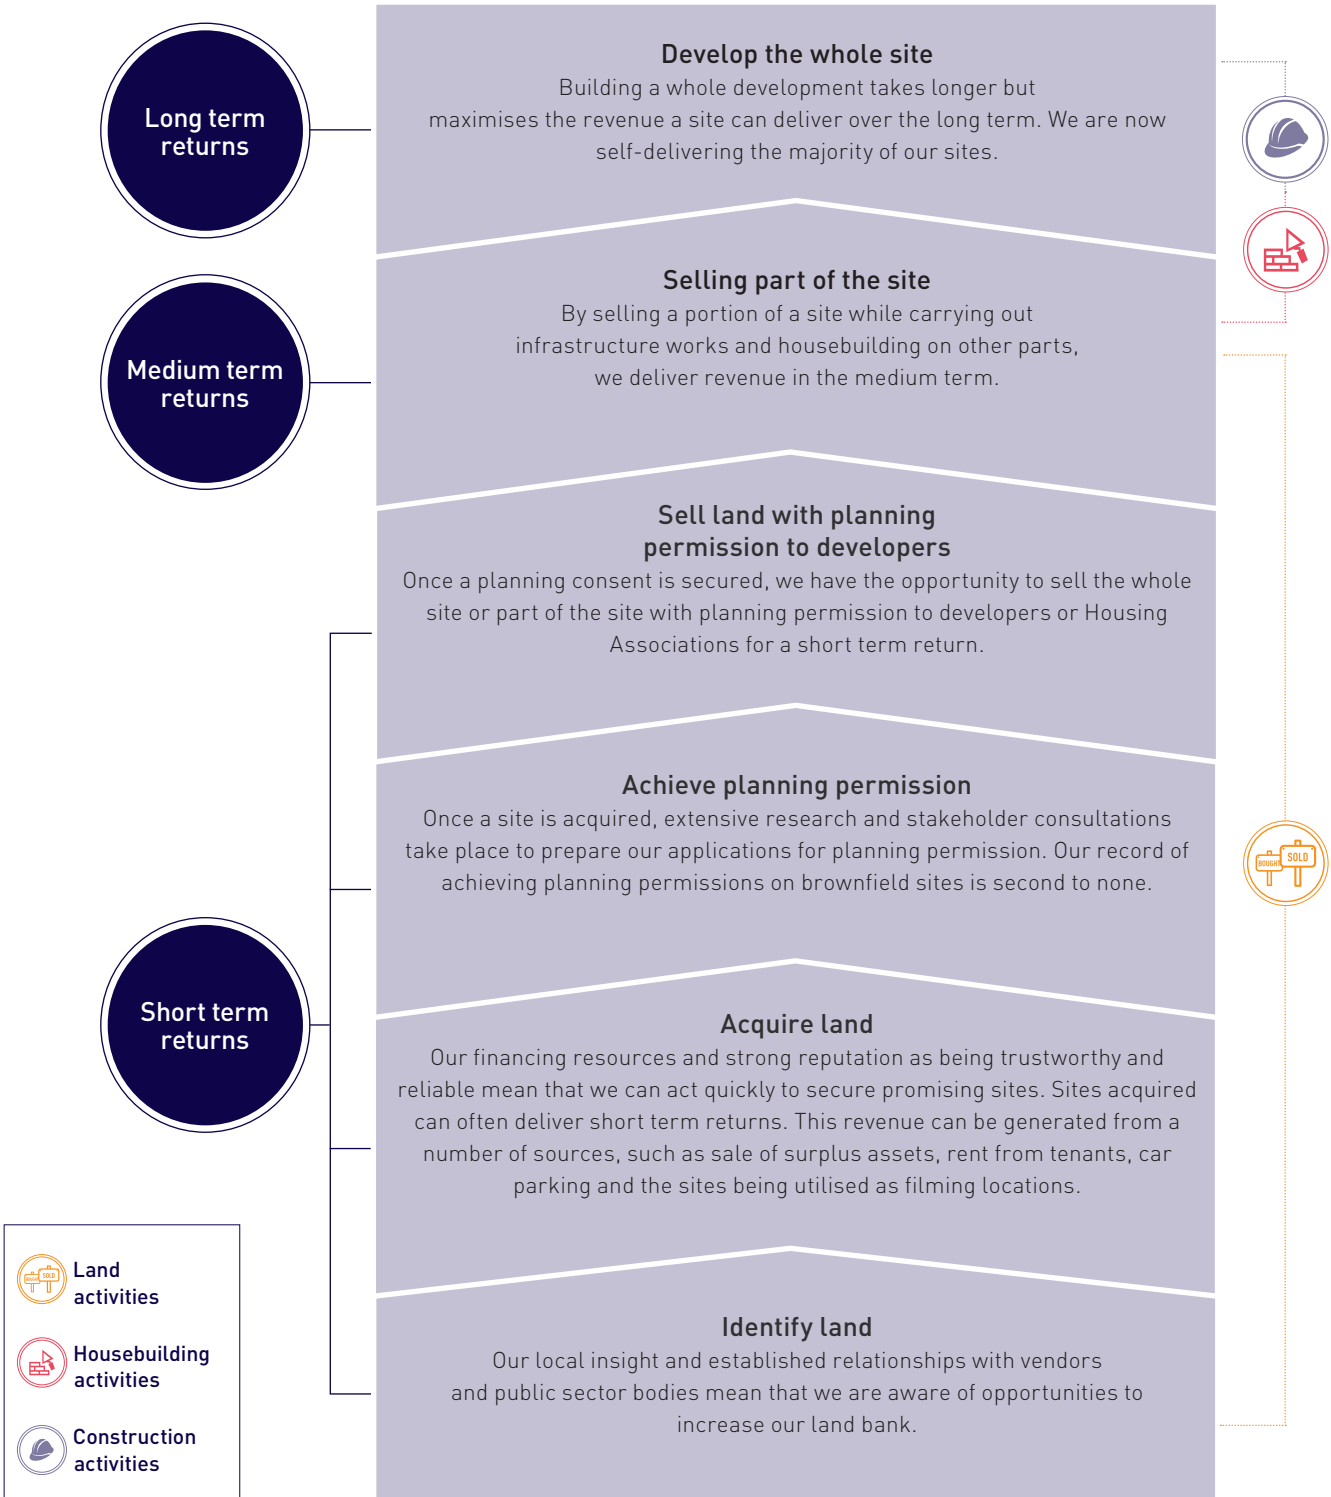 Long term
returns
Develop the whole site
Building a whole development takes longer but
maximises the revenue a site can deliver over the long term. We are now
self-delivering the majority of our sites.
Medium term
returns
Selling part of the site
By selling a portion of a site while carrying out
infrastructure works and housebuilding on other parts,
we deliver revenue in the medium term.
Sell land with planning
permission to developers
Once a planning consent is secured, we have the opportunity to sell the whole
site or part of the site with planning permission to developers or Housing
Associations for a short term return.
Achieve planning permission
Once a site is acquired, extensive research and stakeholder consultations
take place to prepare our applications for planning permission. Our record of
achieving planning permissions on brownfield sites is second to none.
BOUGHT
SOLD
Short term
returns
Acquire land
Our financing resources and strong reputation as being trustworthy and
reliable mean that we can act quickly to secure promising sites. Sites acquired
can often deliver short term returns. This revenue can be generated from a
number of sources, such as sale of surplus assets, rent from tenants, car
parking and the sites being utilised as filming locations.
Identify land
Our local insight and established relationships with vendors
and public sector bodies mean that we are aware of opportunities to
increase our land bank.
BOUGHT
SOLD
Land
activities
Housebuilding
activities
Construction
activities